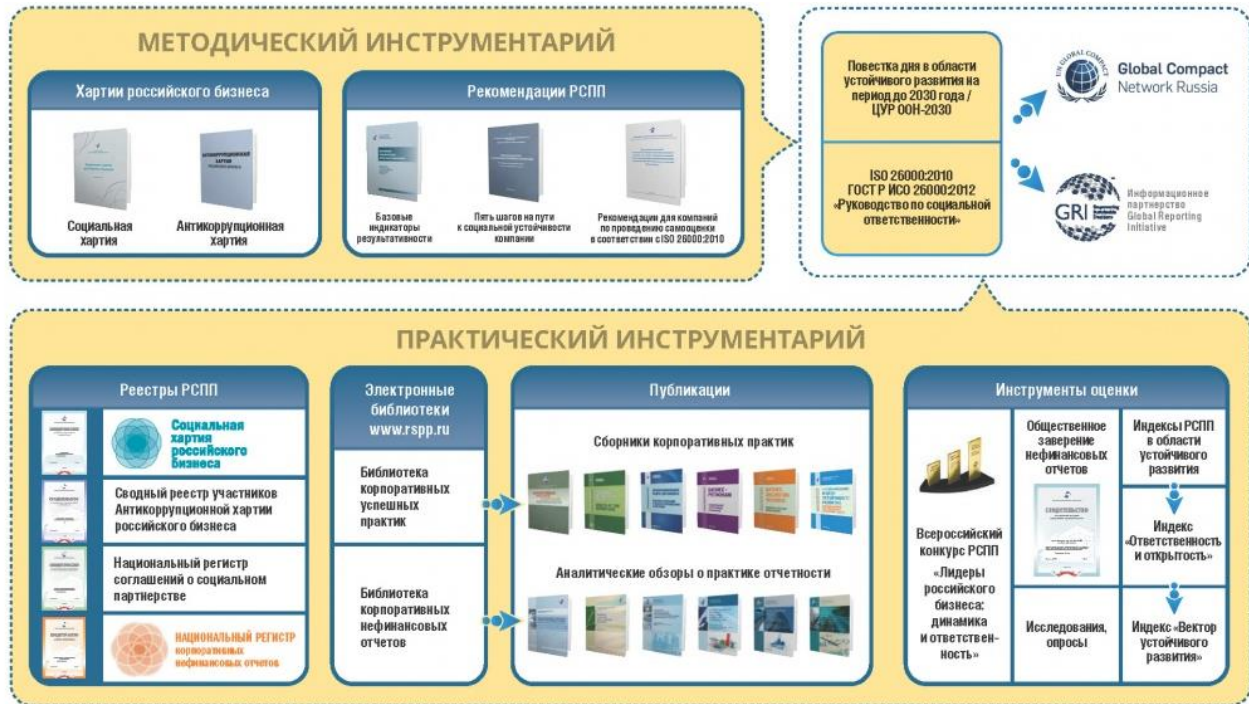 МЕТОДИЧЕСКИЙ ИНСТРУМЕНТАРИЙ
Хартии российского бизнеса
АНТИКОРРУПЦИОННАЯ
ХАРТИЯ
Социальная
хартия
Антикоррупционная
хартия
Рекомендации РСПП
Базовые
индикаторы
результативности
Пять шагов на пути
к социальной устойчивости
компании
Рекомендации для компаний
по проведению самооценки
в соответствии с ISO 26000:2010
Повестка дня в области
устойчивого развития на
период до 2030 года /
ЦУР ООН-2030
ISO 26000:2010
ГОСТ Р ИСО 26000:2012
«Руководство по социальной
ответственности»
UN GLOBAL COMPACT
Global Compact
Network Russia
GRI
Информационное
партнерство
Global Reporting
Initiative
ПРАКТИЧЕСКИЙ ИНСТРУМЕНТАРИЙ
Реестры РСПП
Социальная
хартия
российского
бизнеса
Сводный реестр участников
Антикоррупционной хартии
российского бизнеса
Национальный регистр
соглашений о социальном
партнерстве
НАЦИОНАЛЬНЫЙ РЕГИСТР
корпоративных
нефинансовых отчетов
Электронные
библиотеки
www.rspp.ru
Библиотека
корпоративных
успешных
практик
Библиотека
корпоративных
нефинансовых
отчетов
Публикации
Сборники корпоративных практик
Аналитические обзоры о практике отчетности
Инструменты оценки
Всероссийский
конкурс РСПП
«Лидеры
российского
бизнеса:
динамика
и ответствен-
ность»
Общественное
заверение
нефинансовых
отчетов
СВИДЕТЕЛЬСТВО
Исследования,
опросы
Индексы РСПП
в области
устойчивого
развития
Индекс
«Ответственность
и открытость»
Индекс «Вектор
устойчивого
развития»